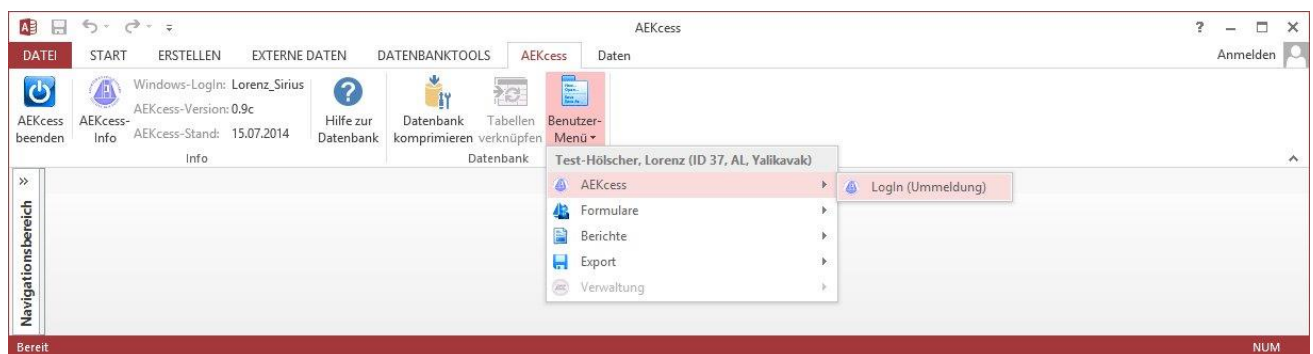 AEKcess
DATEI START ERSTELLEN EXTERNE DATEN DATENBANKTOOLS AEKcess Daten Anmelden
AEKcess beenden
AEKcess-Info
Windows-LogIn: Lorenz_Sirius
AEKcess-Version: 0.9c
AEKcess-Stand: 15.07.2014
Hilfe zur Datenbank
Info
Datenbank komprimieren
Tabellen verknüpfen
Benutzer-Menü
Datenbank
Test-Hölscher, Lorenz (ID 37, AL, Yalikavak)
AEKcess
LogIn (Ummeldung)
Formulare
Berichte
Export
Verwaltung
Navigationsbereich
Bereit
NUM